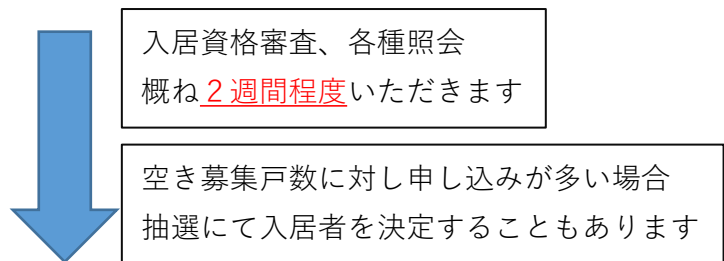 入居資格審査、各種照会
概ね２週間程度いただきます
空き募集戸数に対し申し込みが多い場合
抽選にて入居者を決定することもあります